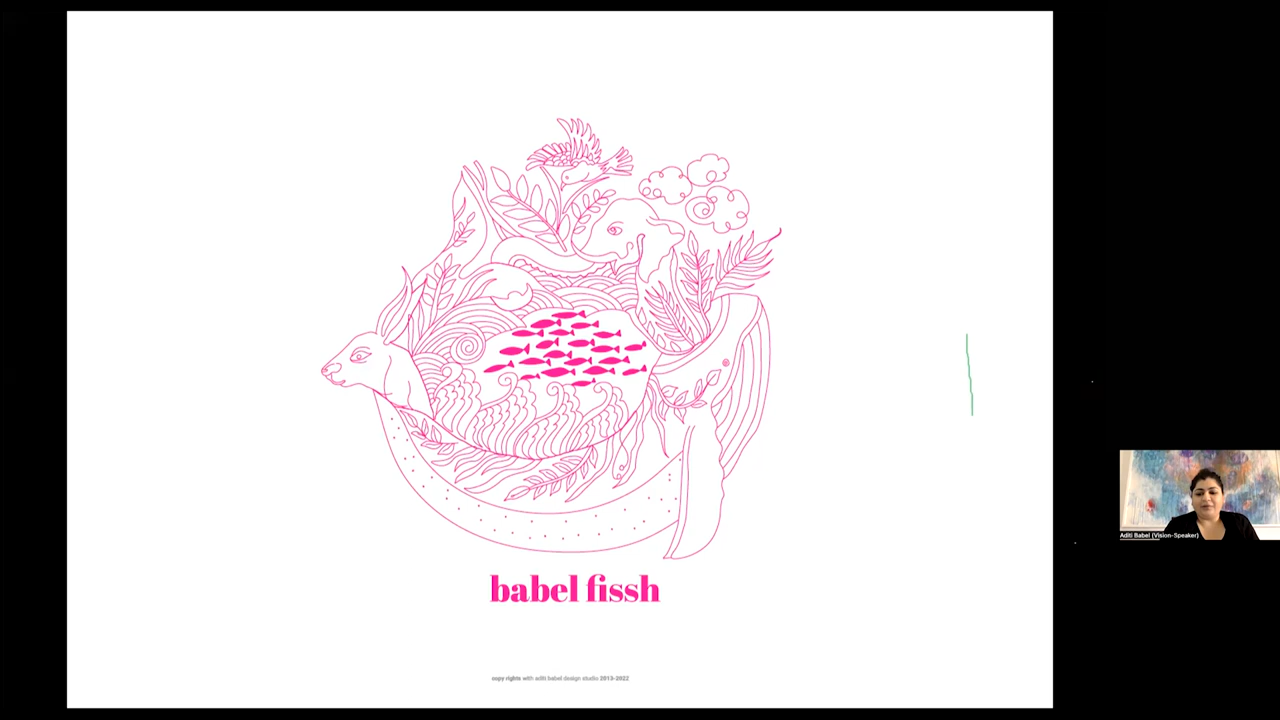 babel fissh
copy rights with aditi babel design studio 2013-2022
Aditi Babel (Vision-Speaker)